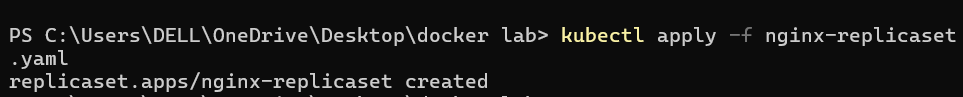 PS C:\Users\DELL\OneDrive\Desktop\docker lab> kubectl apply -f nginx-replicaset
.yaml
replicaset.apps/nginx-replicaset created